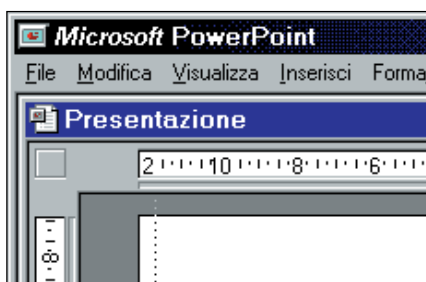 Microsoft PowerPoint
File Modifica Visualizza Inserisci Forma
Presentazione
2 10 8 6
8